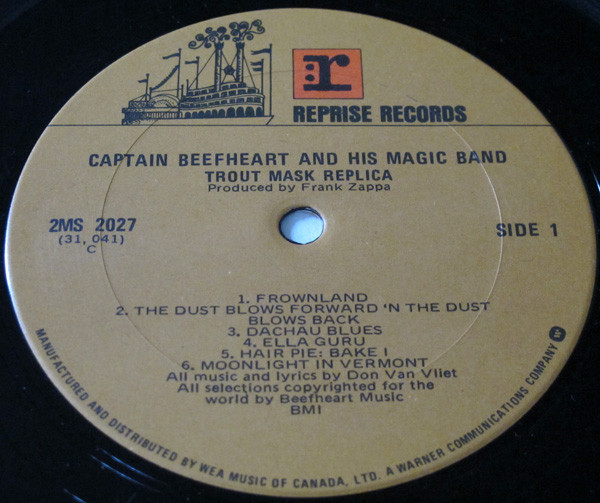 :r
REPRISE RECORDS
CAPTAIN BEEFHEART AND HIS MAGIC BAND
TROUT MASK REPLICA
Produced by Frank Zappa
2MS 2027
(31, 041)
C
SIDE 1
1. FROWNLAND
2. THE DUST BLOWS FORWARD 'N THE DUST
BLOWS BACK
3. DACHAU BLUES
4. ELLA GURU
5. HAIR PIE: BAKE I
6. MOONLIGHT IN VERMONT
All music and lyrics by Don Van Vliet
All selections copyrighted for the
world by Beefheart Music
BMI
MANUFACTURED AND DISTRIBUTED BY WEA MUSIC OF CANADA, LTD. A WARNER COMMUNICATIONS COMPANY W